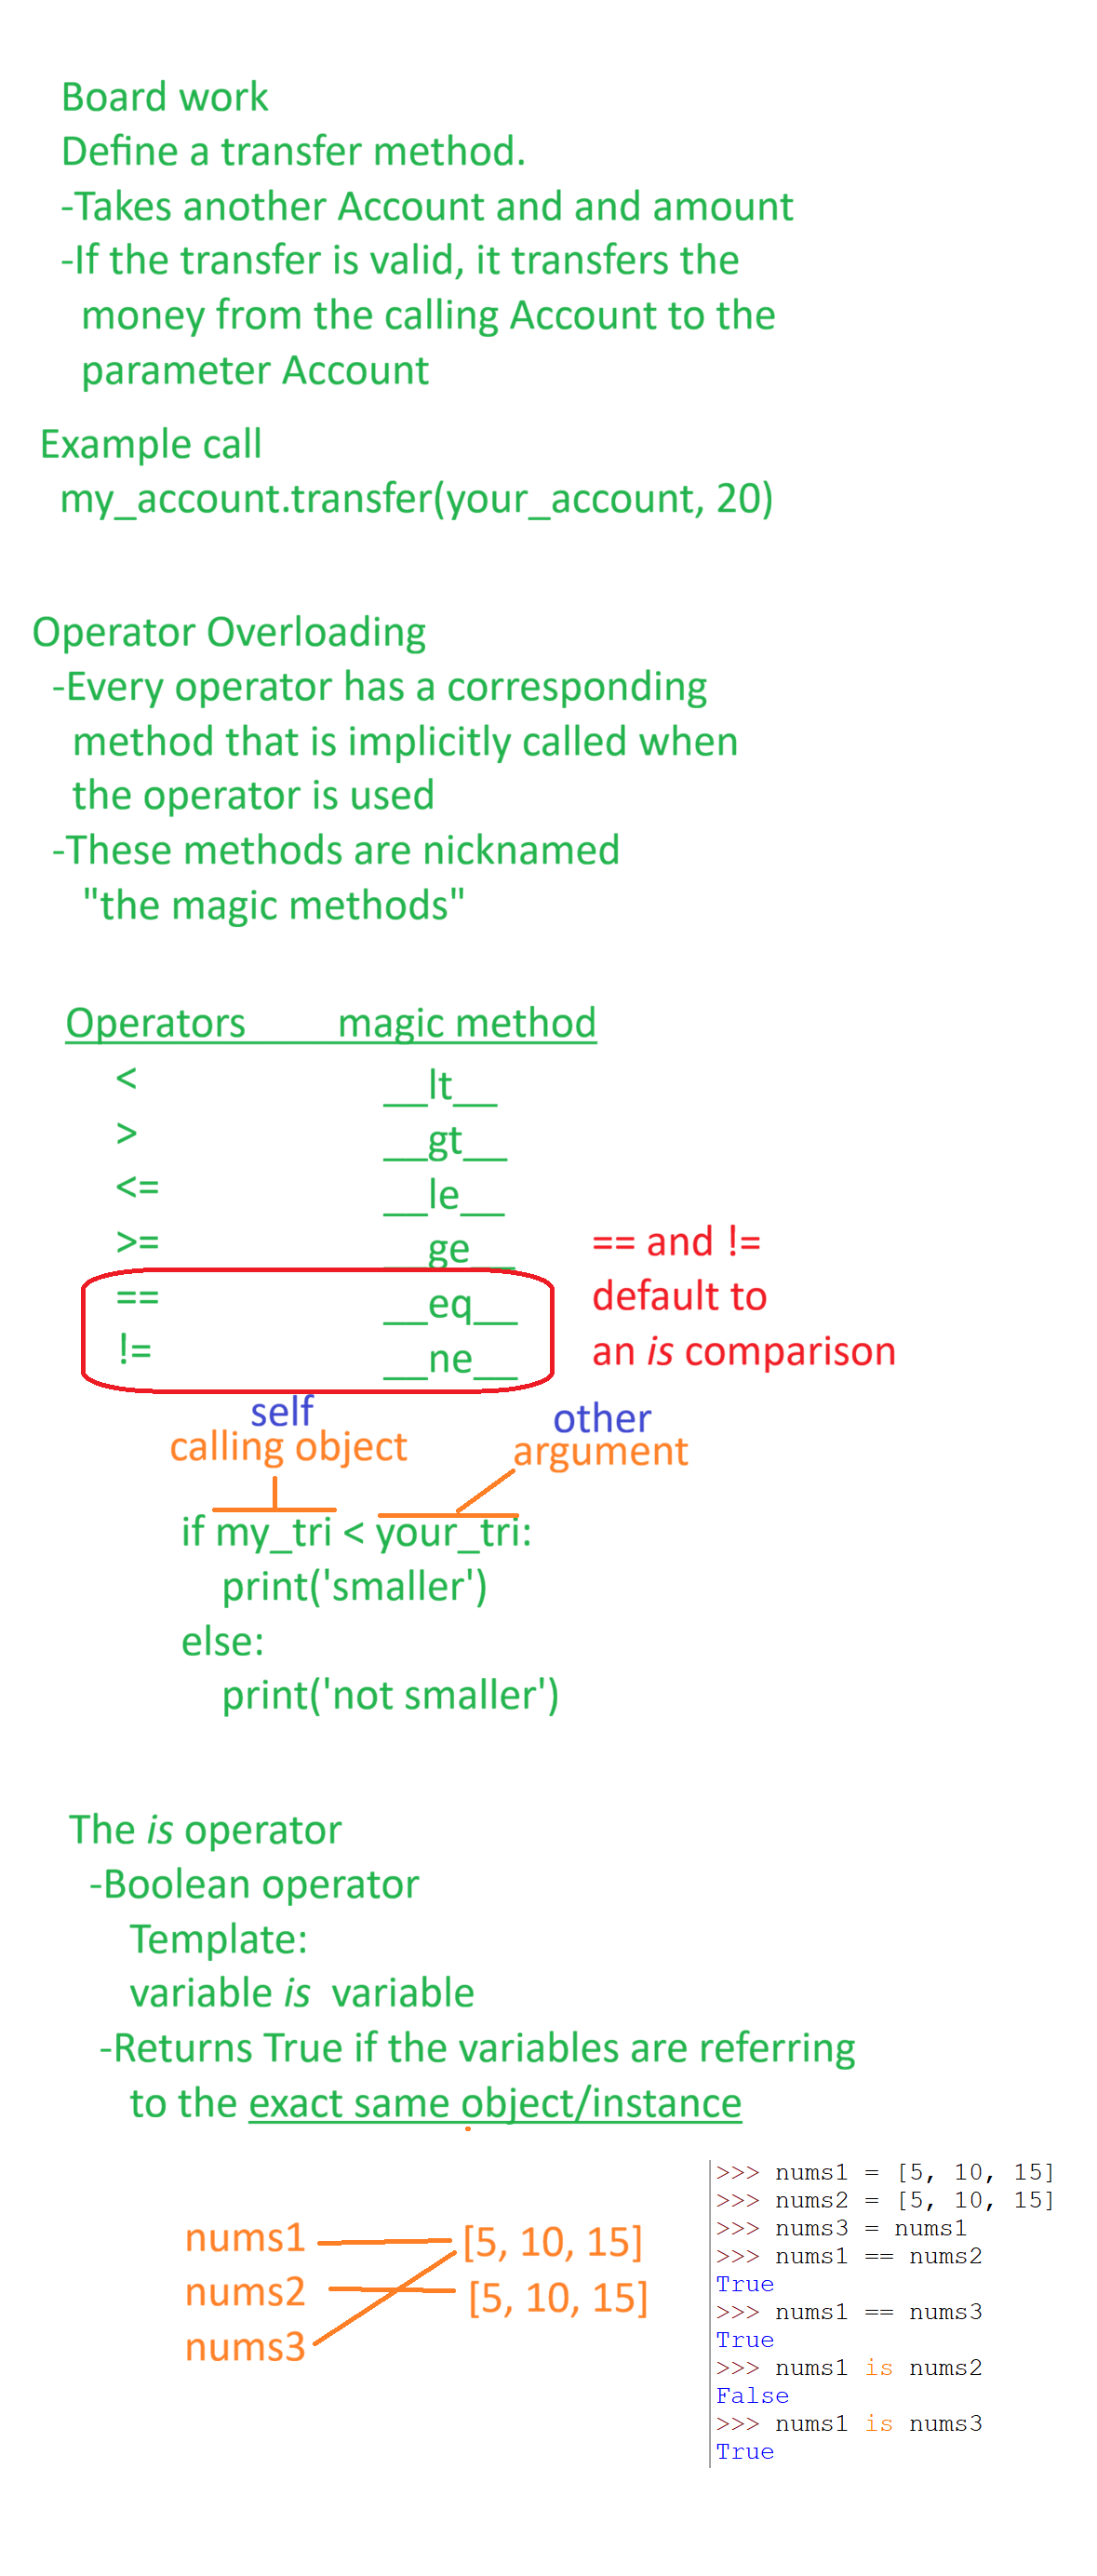 Board work
Define a transfer method.
-Takes another Account and and amount
-If the transfer is valid, it transfers the
money from the calling Account to the
parameter Account
Example call
my_account.transfer(your_account, 20)
Operator Overloading
-Every operator has a corresponding
method that is implicitly called when
the operator is used
-These methods are nicknamed
"the magic methods"
Operators magic method
< __lt__
> __gt__
<= __le__
>= __ge__
== __eq__
!= __ne__
== and !=
default to
an is comparison
self other
calling object argument
if my_tri < your_tri:
print('smaller')
else:
print('not smaller')
The is operator
-Boolean operator
Template:
variable is variable
-Returns True if the variables are referring
to the exact same object/instance
nums1 [5, 10, 15]
nums2 [5, 10, 15]
nums3
>>> nums1 = [5, 10, 15]
>>> nums2 = [5, 10, 15]
>>> nums3 = nums1
>>> nums1 == nums2
True
>>> nums1 == nums3
True
>>> nums1 is nums2
False
>>> nums1 is nums3
True